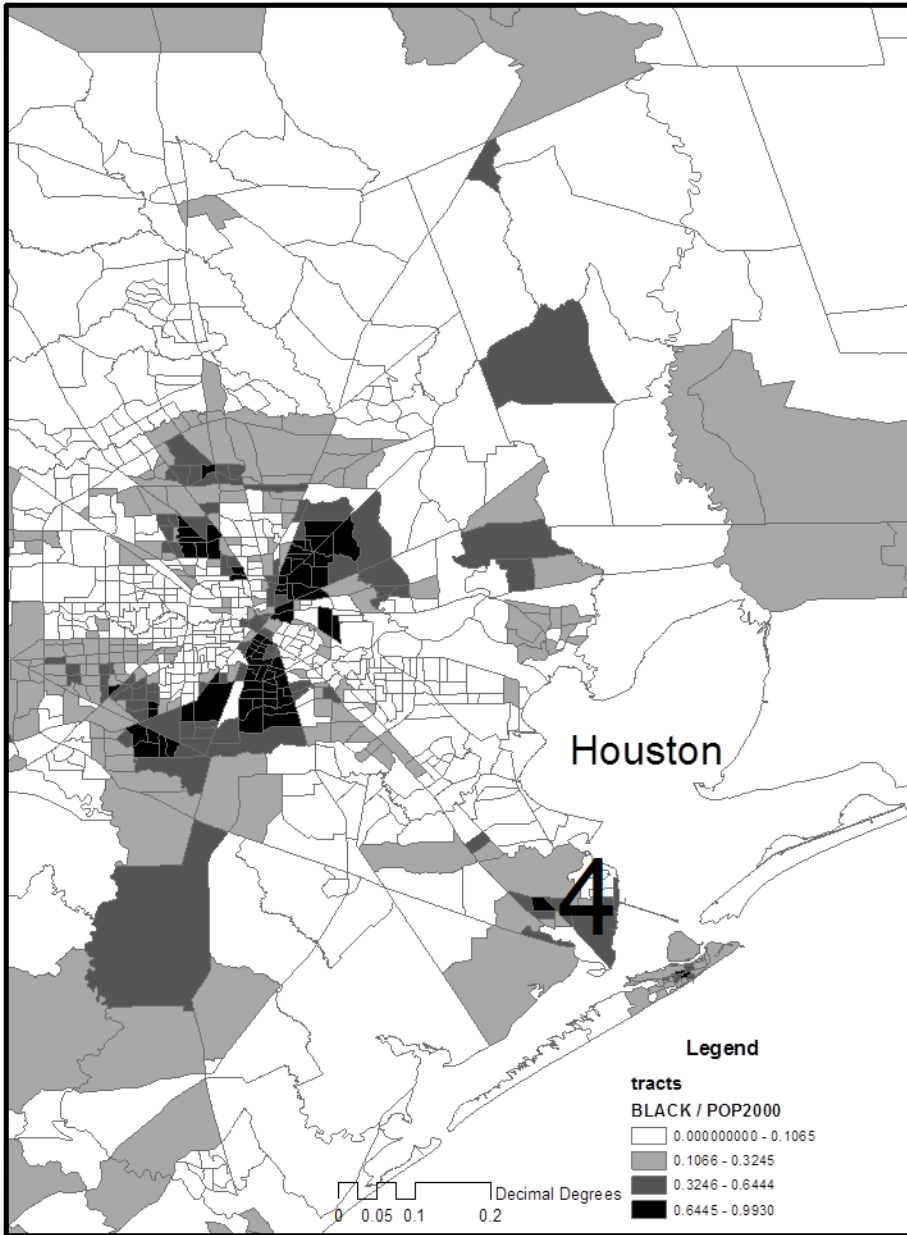 Houston
4
Legend
tracts
BLACK / POP2000
0.000000000 - 0.1065
0.1066 - 0.3245
0.3246 - 0.6444
0.6445 - 0.9930
Decimal Degrees
0 0.05 0.1 0.2